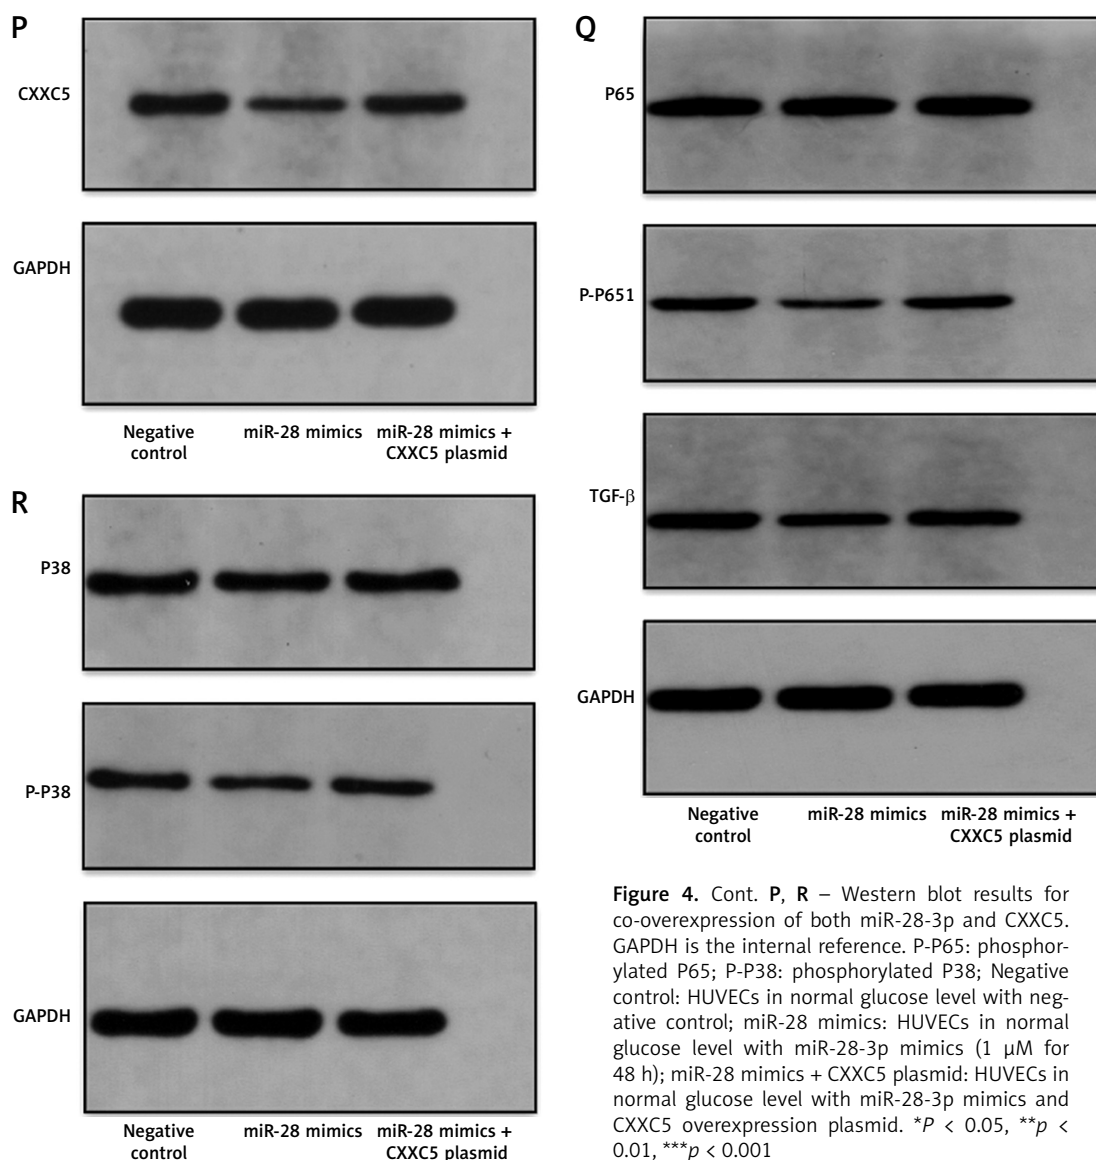 P
CXXC5
GAPDH
Negative
control
miR-28 mimics
miR-28 mimics +
CXXC5 plasmid
R
P38
P-P38
GAPDH
Negative
control
miR-28 mimics
miR-28 mimics +
CXXC5 plasmid
Q
P65
P-P651
TGF-β
GAPDH
Negative
control
miR-28 mimics
miR-28 mimics +
CXXC5 plasmid
Figure 4. Cont. P, R – Western blot results for
co-overexpression of both miR-28-3p and CXXC5.
GAPDH is the internal reference. P-P65: phosphor-
ylated P65; P-P38: phosphorylated P38; Negative
control: HUVECs in normal glucose level with neg-
ative control; miR-28 mimics: HUVECs in normal
glucose level with miR-28-3p mimics (1 μM for
48 h); miR-28 mimics + CXXC5 plasmid: HUVECs in
normal glucose level with miR-28-3p mimics and
CXXC5 overexpression plasmid. *P < 0.05, **p <
0.01, ***p < 0.001